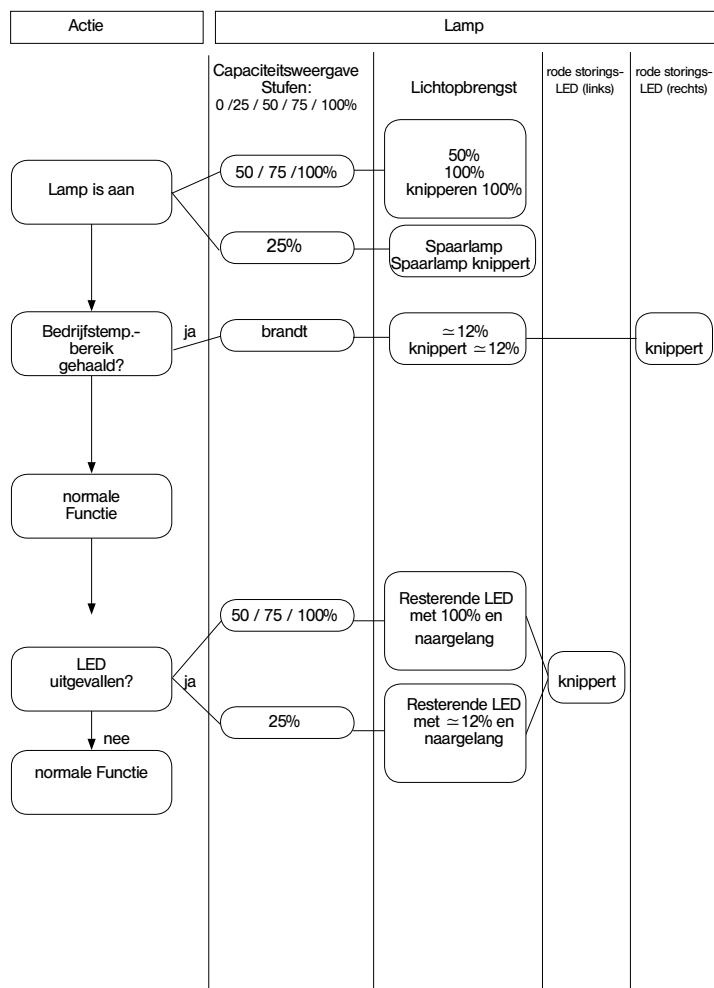 Actie
Lamp
Capaciteitsweergave
Stufen:
0 /25 / 50 / 75 / 100%
Lichtopbrengst
rode storings-
LED (links)
rode storings-
LED (rechts)
Lamp is aan
50 / 75 /100%
50%
100%
knipperen 100%
25%
Spaarlamp
Spaarlamp knippert
Bedrijfstemp.-
bereik
gehaald?
ja
brandt
≃12%
knippert ≃12%
knippert
normale
Functie
50 / 75 / 100%
Resterende LED
met 100% en
naargelang
LED
uitgevallen?
ja
knippert
25%
Resterende LED
met ≃12% en
naargelang
nee
normale Functie